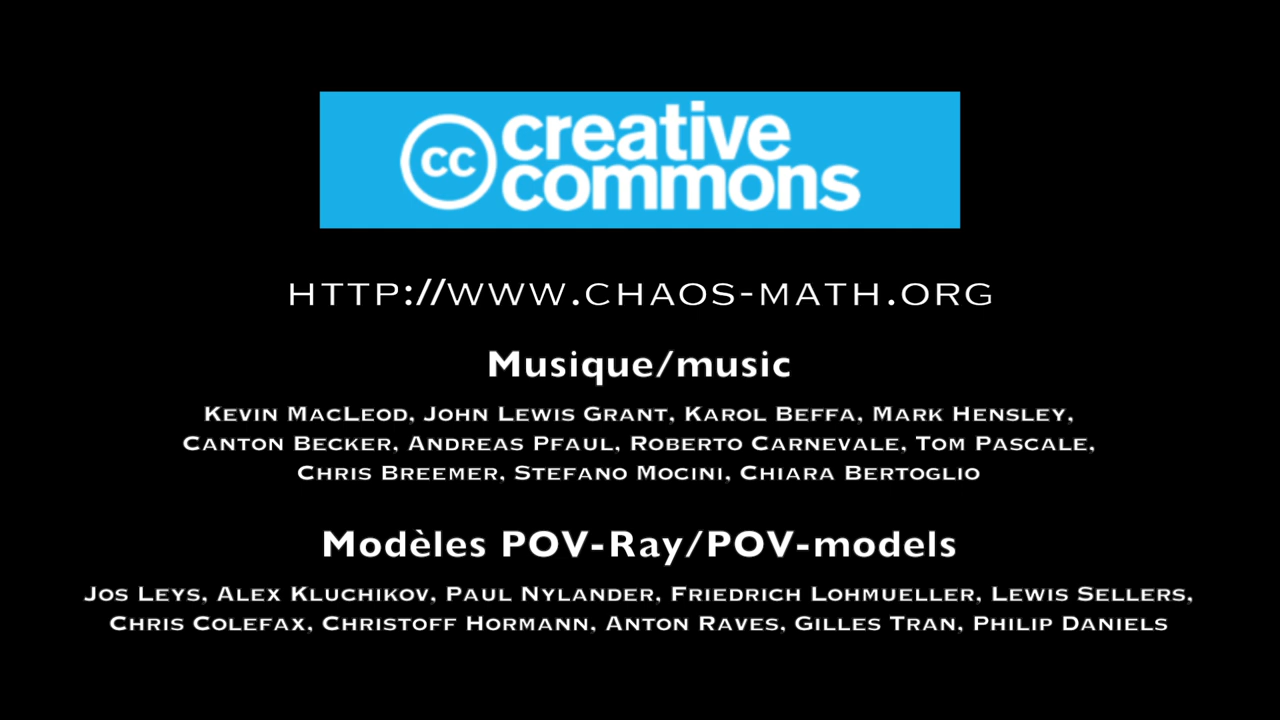 cc creative
commons
HTTP://WWW.CHAOS-MATH.ORG
Musique/music
Kevin MacLeod, John Lewis Grant, Karol Beffa, Mark Hensley,
Canton Becker, Andreas Pfaul, Roberto Carnevale, Tom Pascale,
Chris Breemer, Stefano Mocini, Chiara Bertoglio
Modèles POV-Ray/POV-models
Jos Leys, Alex Kluchikov, Paul Nylander, Friedrich Lohmueller, Lewis Sellers,
Chris Colefax, Christoff Hormann, Anton Raves, Gilles Tran, Philip Daniels